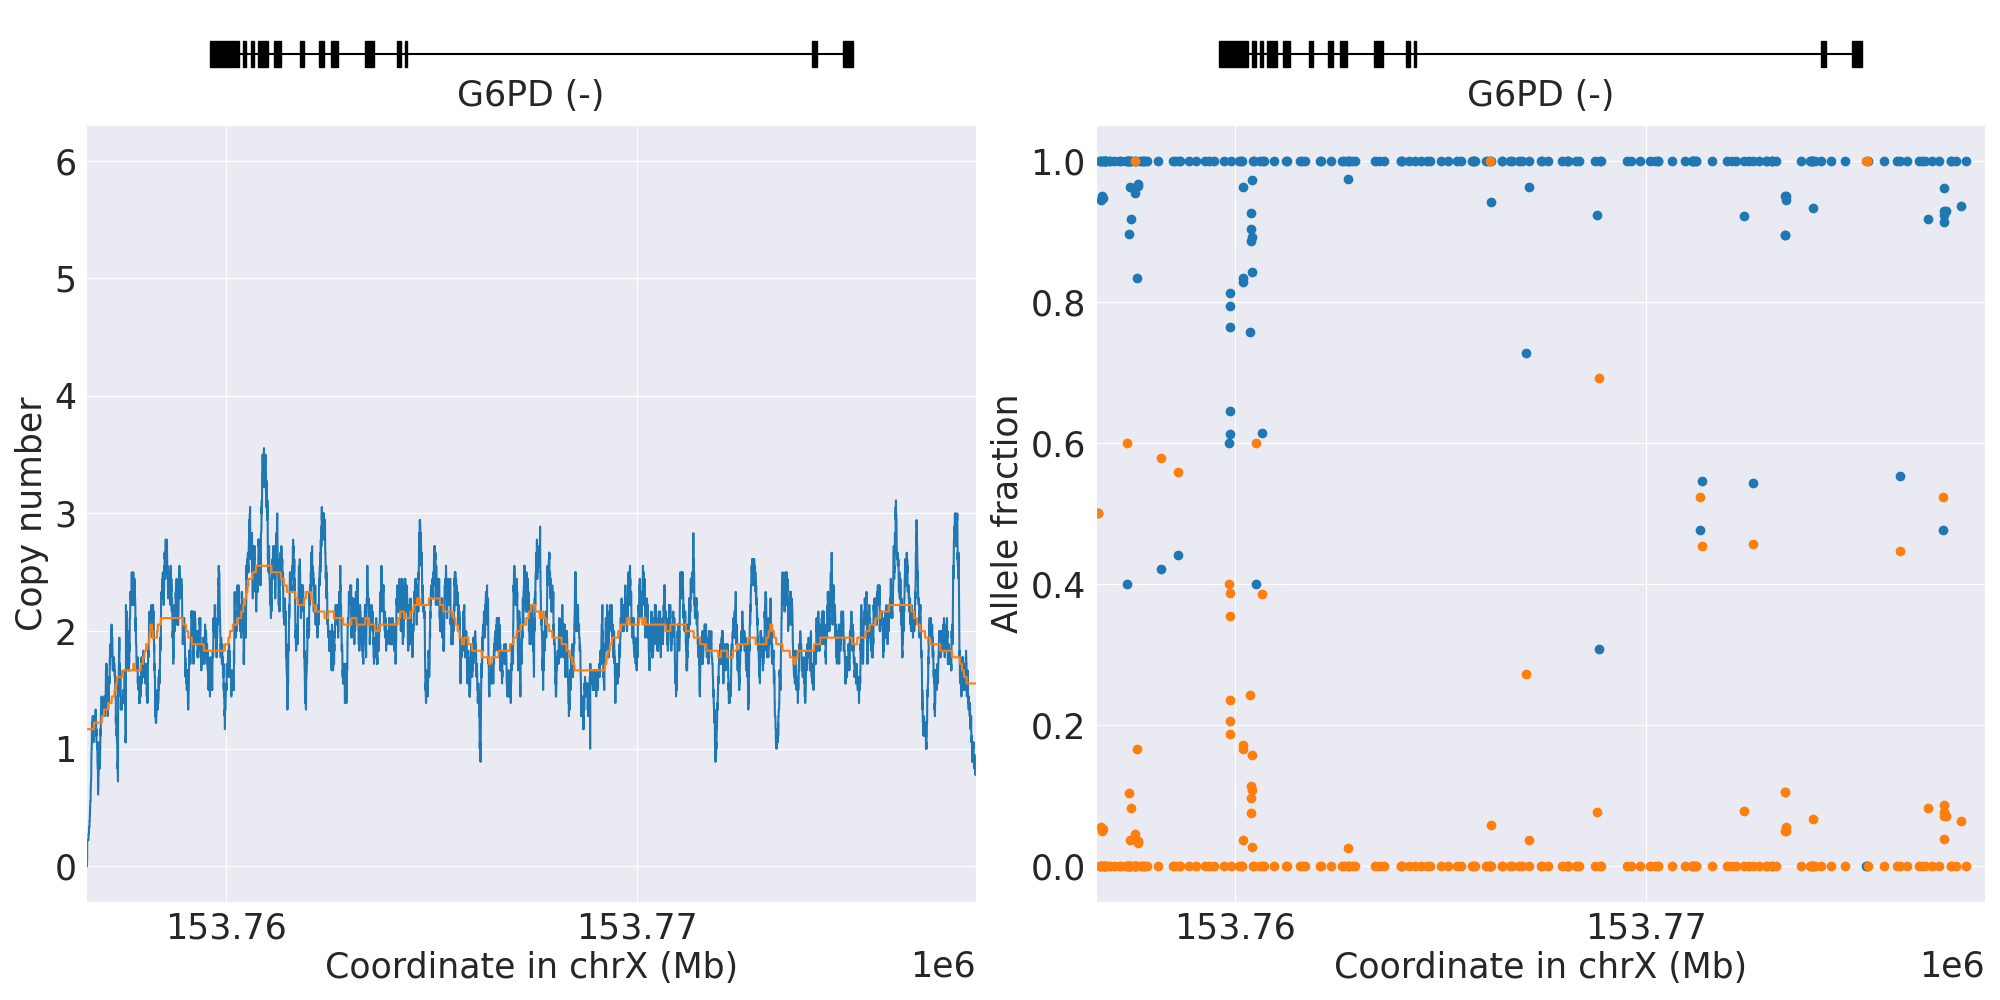 G6PD (-)
6
5
4
3
2
1
0
Copy number
153.76
153.77
Coordinate in chrX (Mb)
1e6
G6PD (-)
1.0
0.8
0.6
0.4
0.2
0.0
Allele fraction
153.76
153.77
Coordinate in chrX (Mb)
1e6